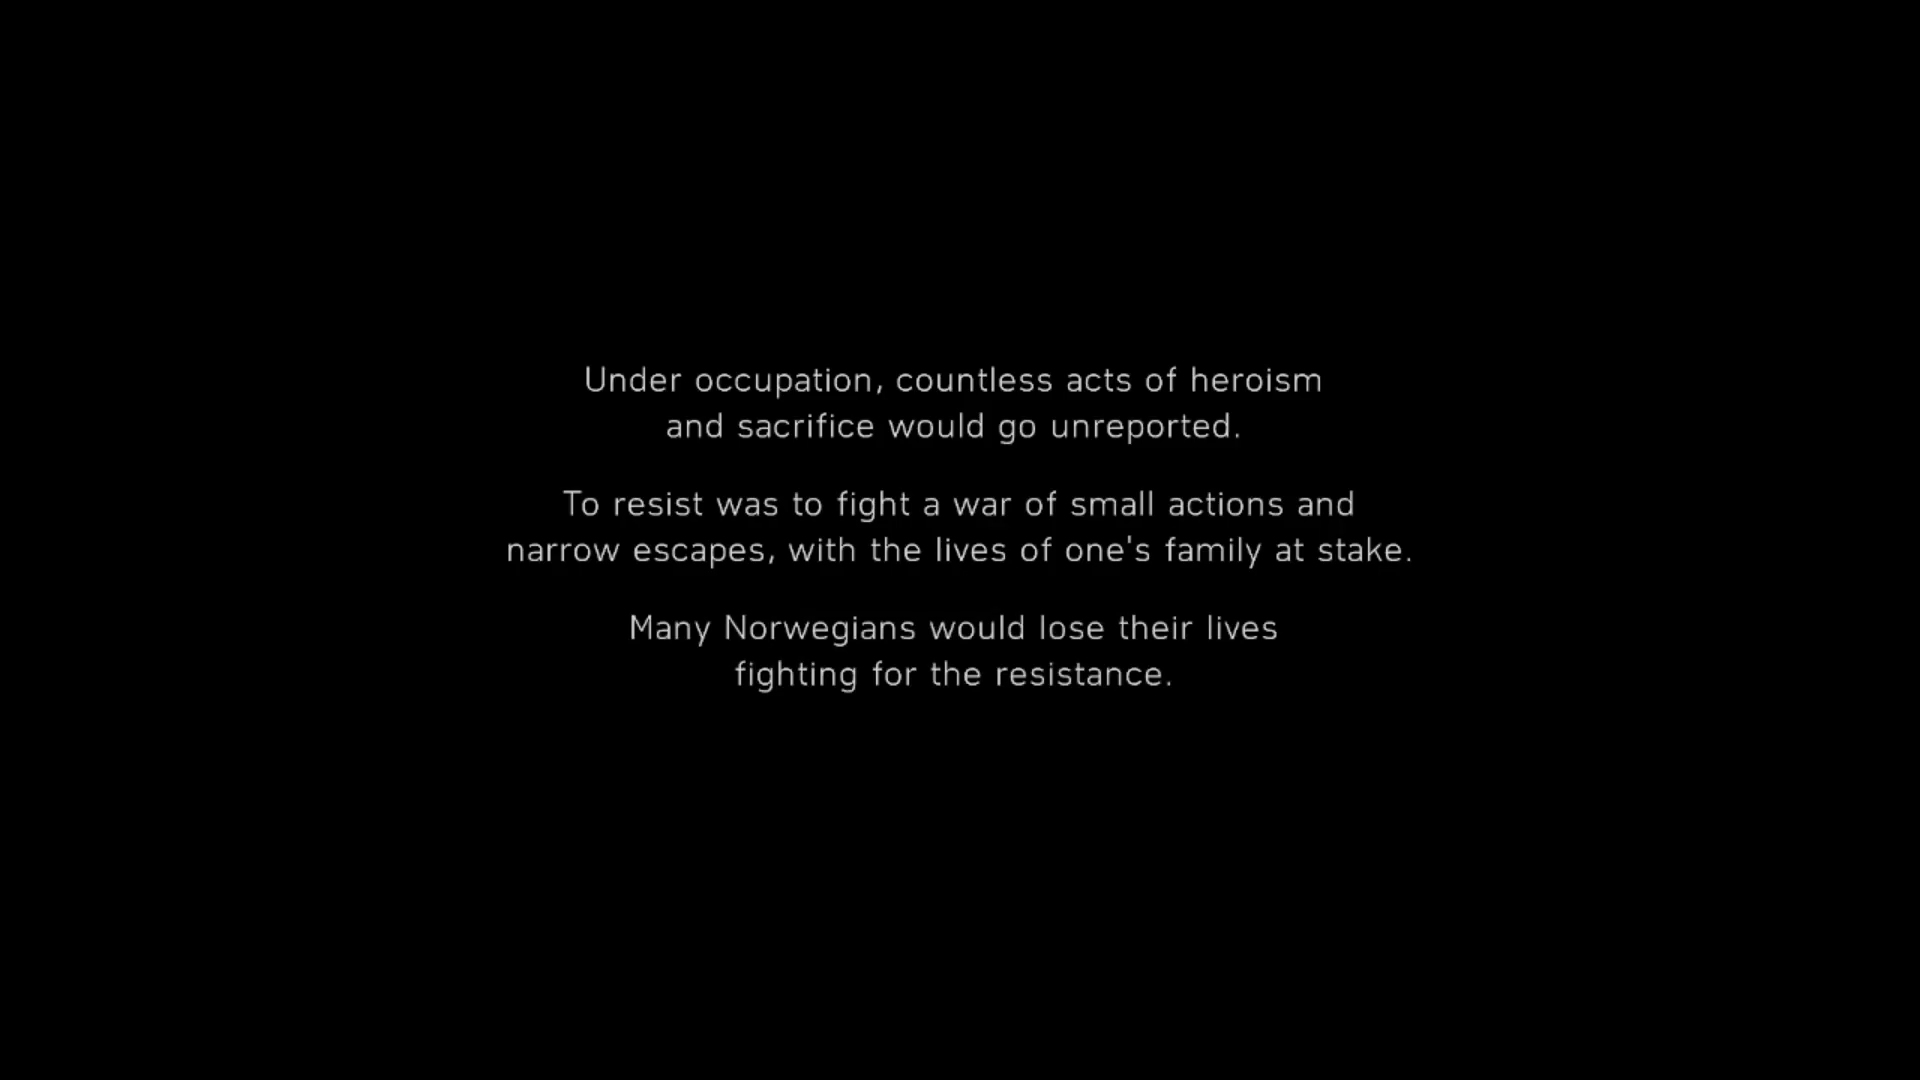 Under occupation, countless acts of heroism
and sacrifice would go unreported.
To resist was to fight a war of small actions and
narrow escapes, with the lives of one's family at stake.
Many Norwegians would lose their lives
fighting for the resistance.